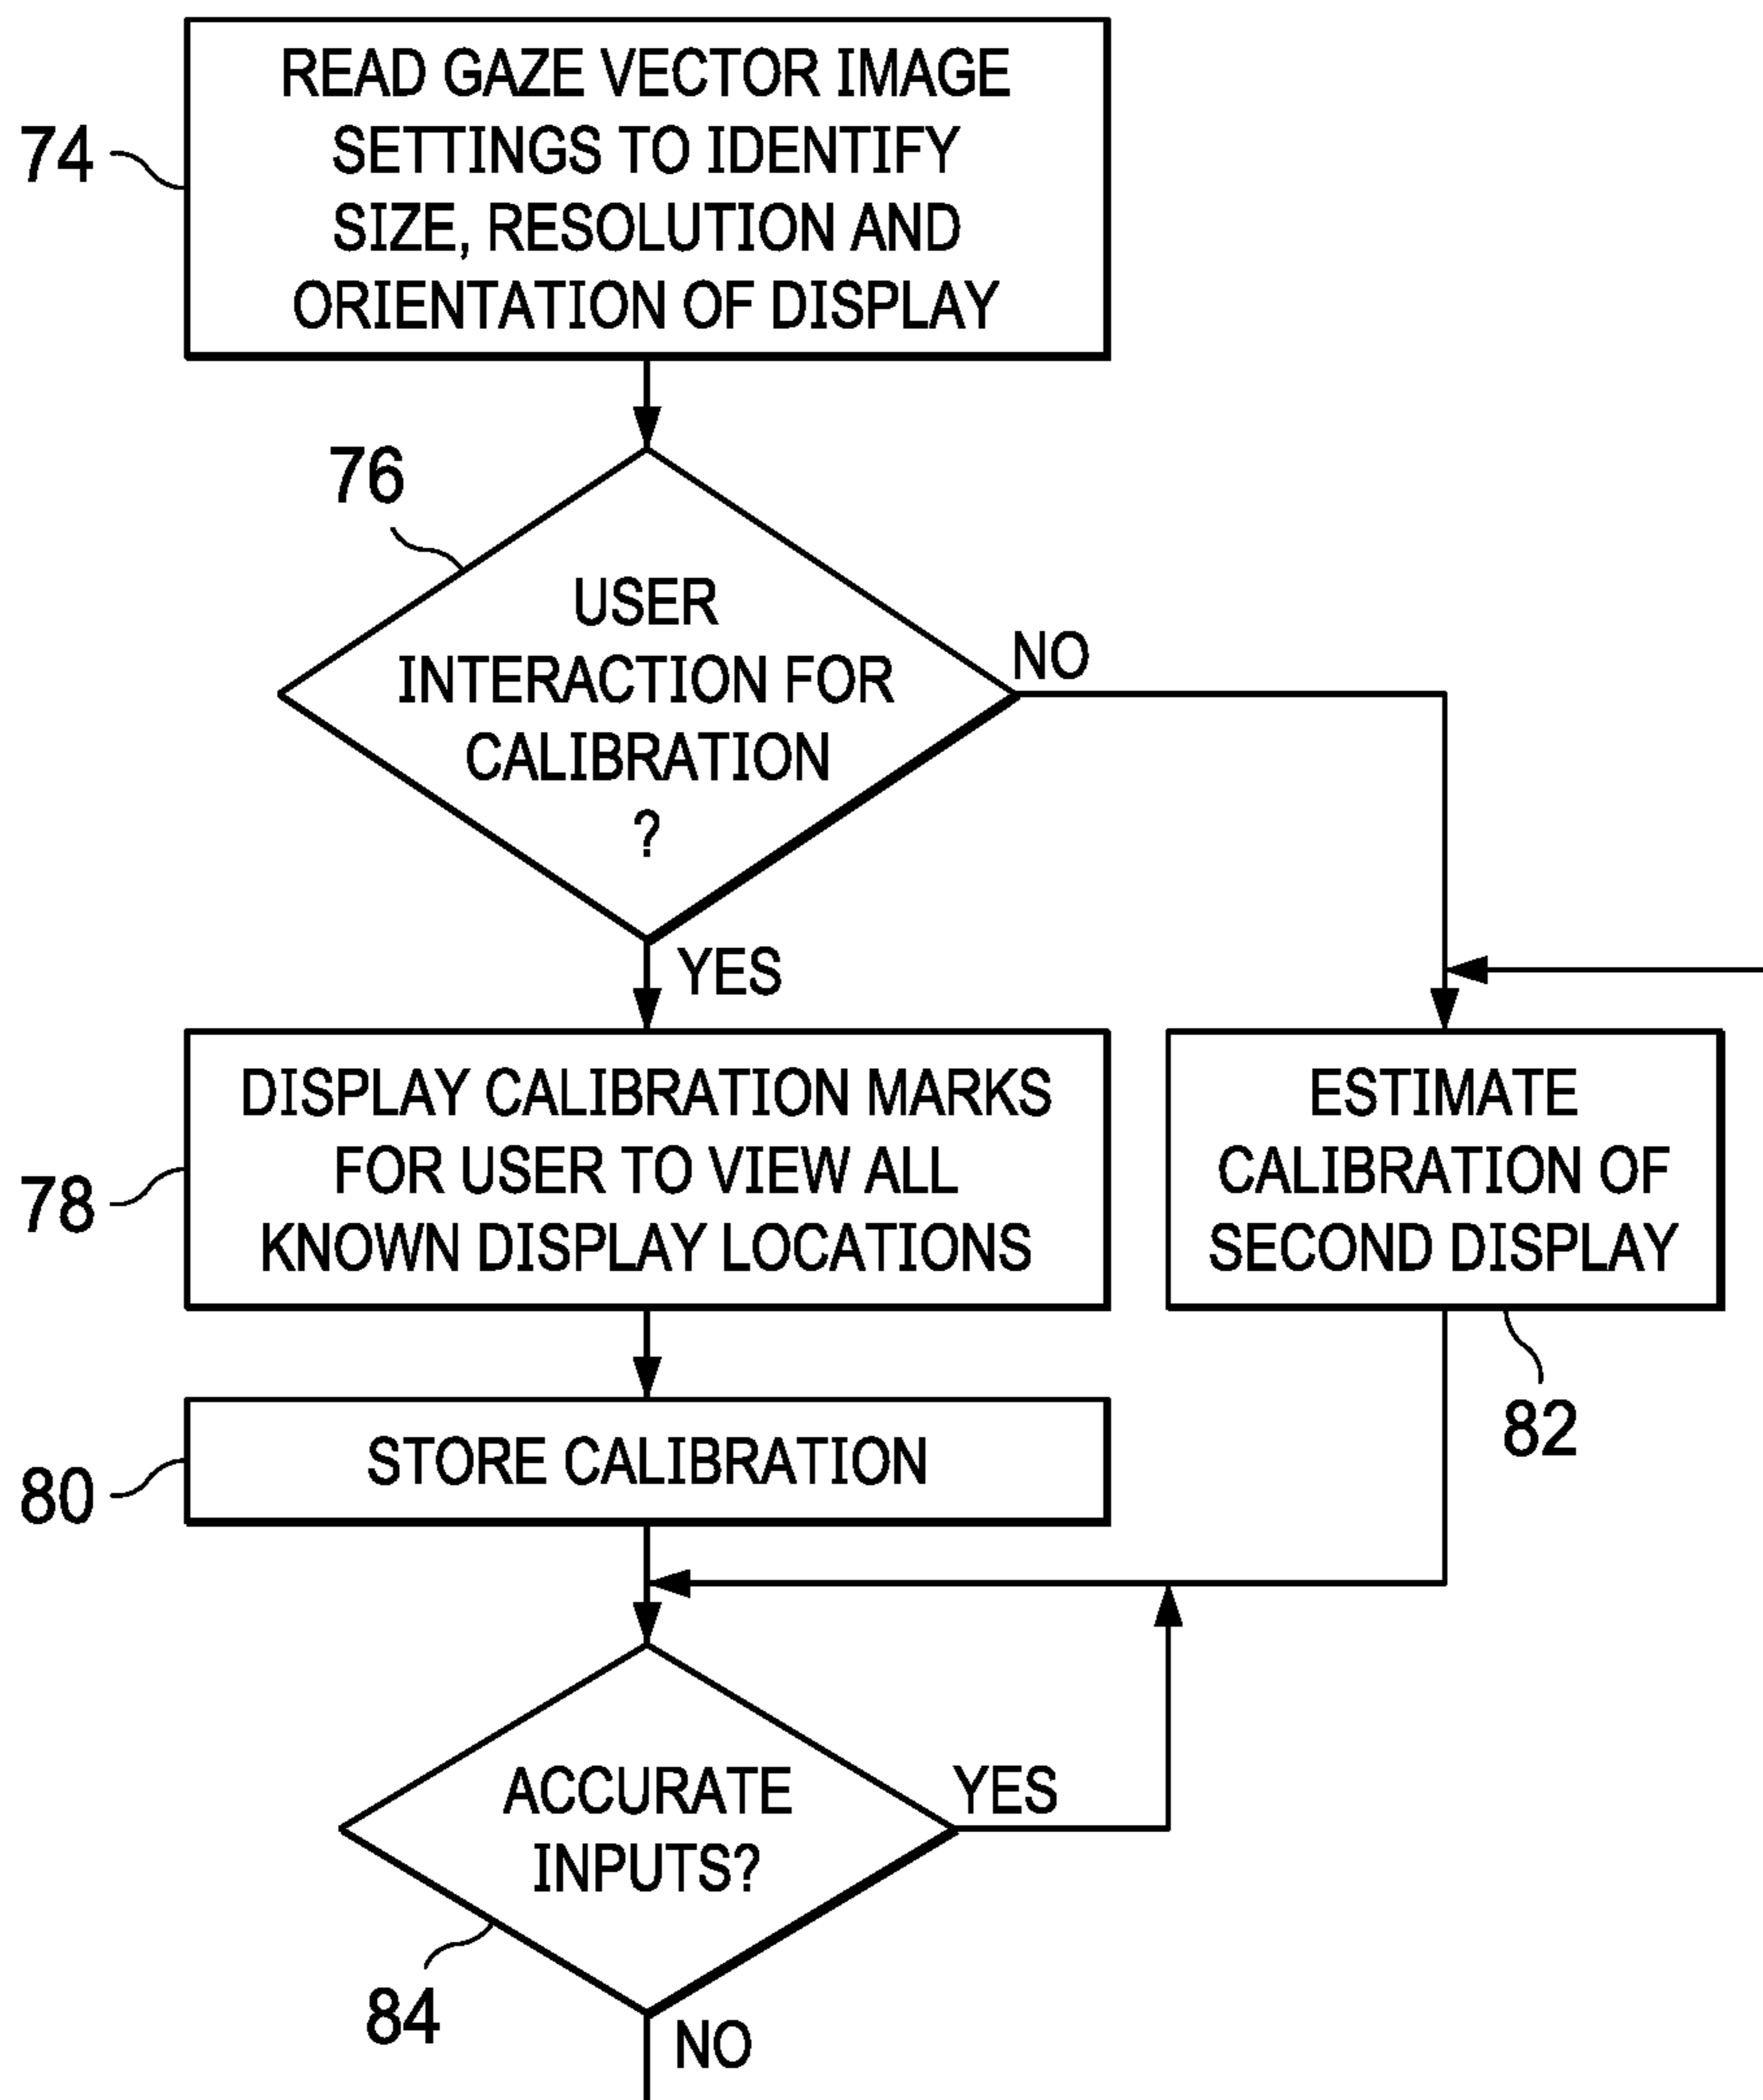 READ GAZE VECTOR IMAGE
SETTINGS TO IDENTIFY
SIZE, RESOLUTION AND
ORIENTATION OF DISPLAY
74
76
USER
INTERACTION FOR
CALIBRATION
?
NO
YES
DISPLAY CALIBRATION MARKS
FOR USER TO VIEW ALL
KNOWN DISPLAY LOCATIONS
78
ESTIMATE
CALIBRATION OF
SECOND DISPLAY
82
STORE CALIBRATION
80
ACCURATE
INPUTS?
YES
84
NO